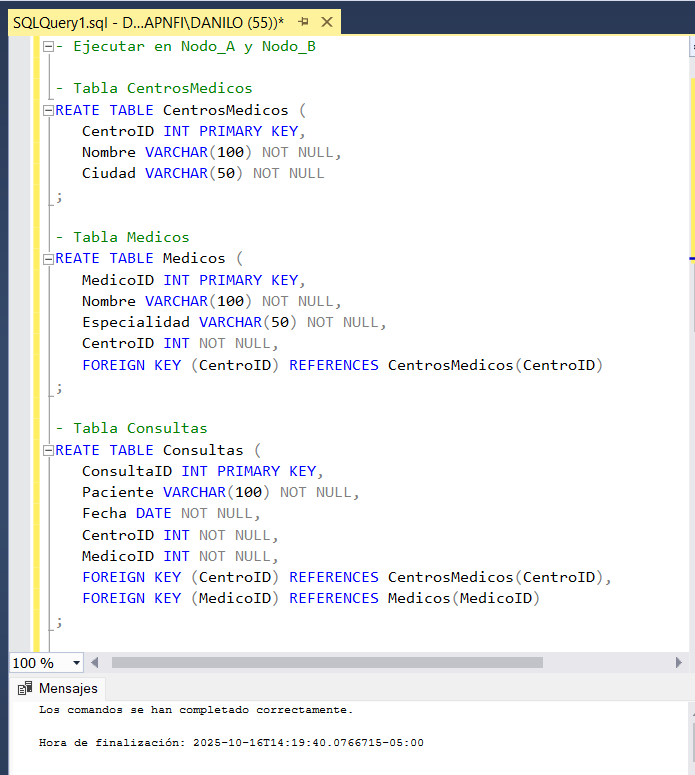 SQLQuery1.sql - D...APNFI\DANILO (55))*
- Ejecutar en Nodo_A y Nodo_B
- Tabla CentrosMedicos
REATE TABLE CentrosMedicos (
CentroID INT PRIMARY KEY,
Nombre VARCHAR(100) NOT NULL,
Ciudad VARCHAR(50) NOT NULL
;
- Tabla Medicos
REATE TABLE Medicos (
MedicoID INT PRIMARY KEY,
Nombre VARCHAR(100) NOT NULL,
Especialidad VARCHAR(50) NOT NULL,
CentroID INT NOT NULL,
FOREIGN KEY (CentroID) REFERENCES CentrosMedicos(CentroID)
;
- Tabla Consultas
REATE TABLE Consultas (
ConsultaID INT PRIMARY KEY,
Paciente VARCHAR(100) NOT NULL,
Fecha DATE NOT NULL,
CentroID INT NOT NULL,
MedicoID INT NOT NULL,
FOREIGN KEY (CentroID) REFERENCES CentrosMedicos(CentroID),
FOREIGN KEY (MedicoID) REFERENCES Medicos(MedicoID)
;
100 %
Mensajes
Los comandos se han completado correctamente.
Hora de finalización: 2025-10-16T14:19:40.0766715-05:00